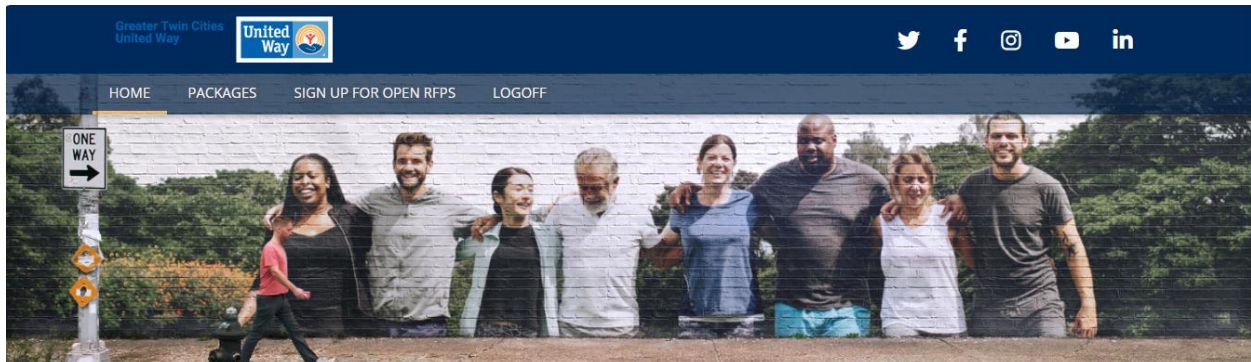 Greater Twin Cities
United Way
United
Way
HOME PACKAGES SIGN UP FOR OPEN RFPS LOGOFF
ONE
WAY